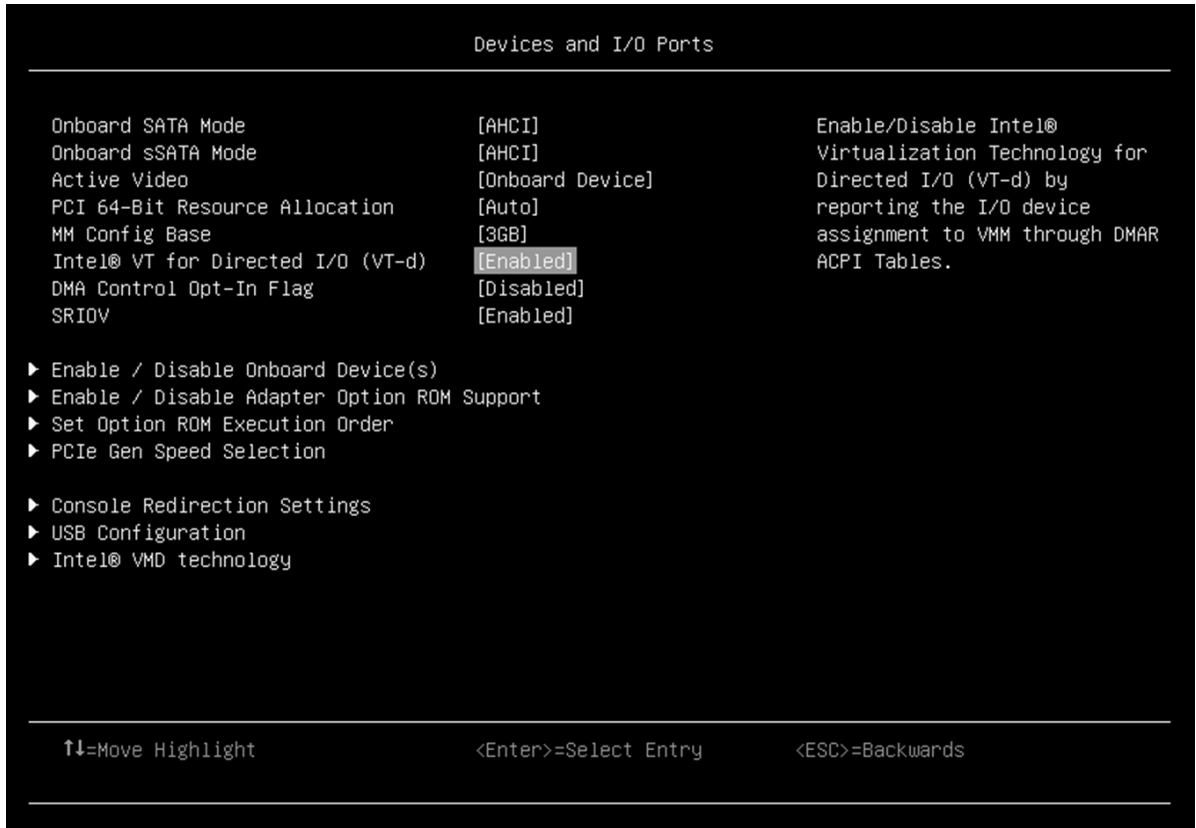 Devices and I/O Ports
Onboard SATA Mode [AHCI]
Onboard sSATA Mode [AHCI]
Active Video [Onboard Device]
PCI 64-Bit Resource Allocation [Auto]
MM Config Base [3GB]
Intel® VT for Directed I/O (VT-d) [Enabled]
DMA Control Opt-In Flag [Disabled]
SRIOV [Enabled]
Enable/Disable Intel®
Virtualization Technology for
Directed I/O (VT-d) by
reporting the I/O device
assignment to VMM through DMAR
ACPI Tables.
▶ Enable / Disable Onboard Device(s)
▶ Enable / Disable Adapter Option ROM Support
▶ Set Option ROM Execution Order
▶ PCIe Gen Speed Selection
▶ Console Redirection Settings
▶ USB Configuration
▶ Intel® VMD technology
↑↓=Move Highlight <Enter>=Select Entry <ESC>=Backwards